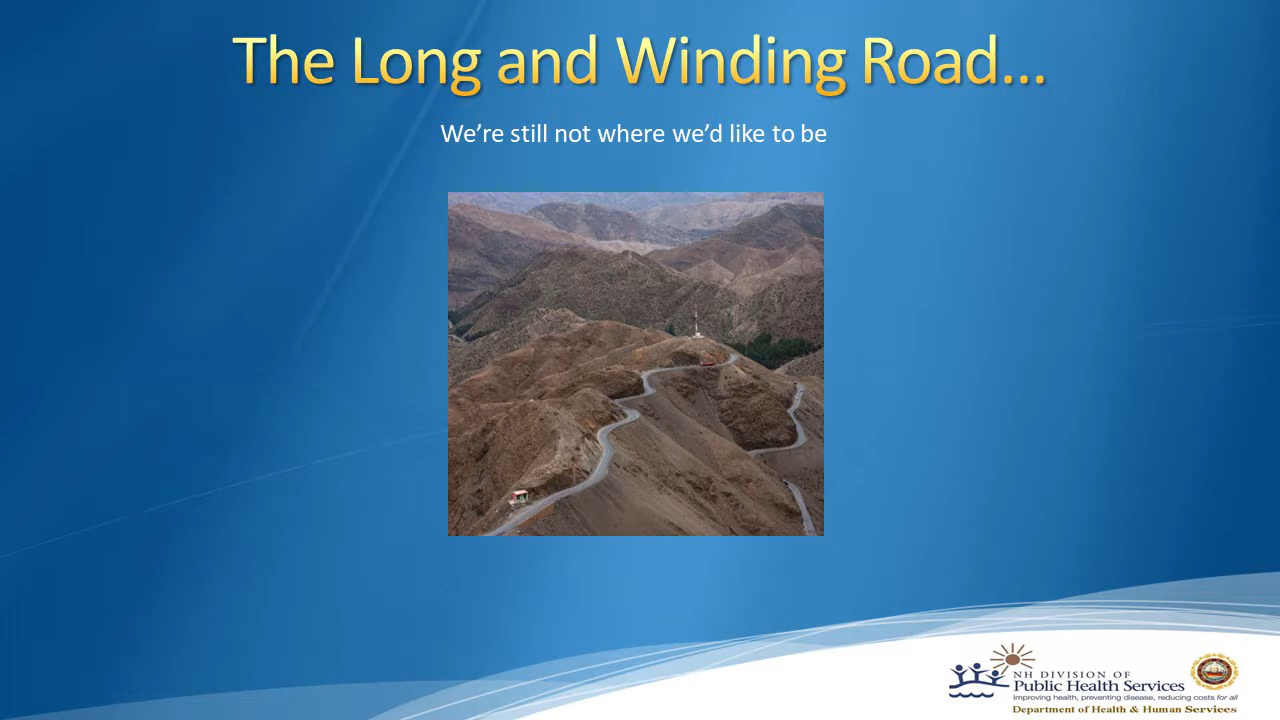 The Long and Winding Road…
We’re still not where we’d like to be
NH DIVISION OF
Public Health Services
Improving health, preventing disease, reducing costs for all
Department of Health & Human Services